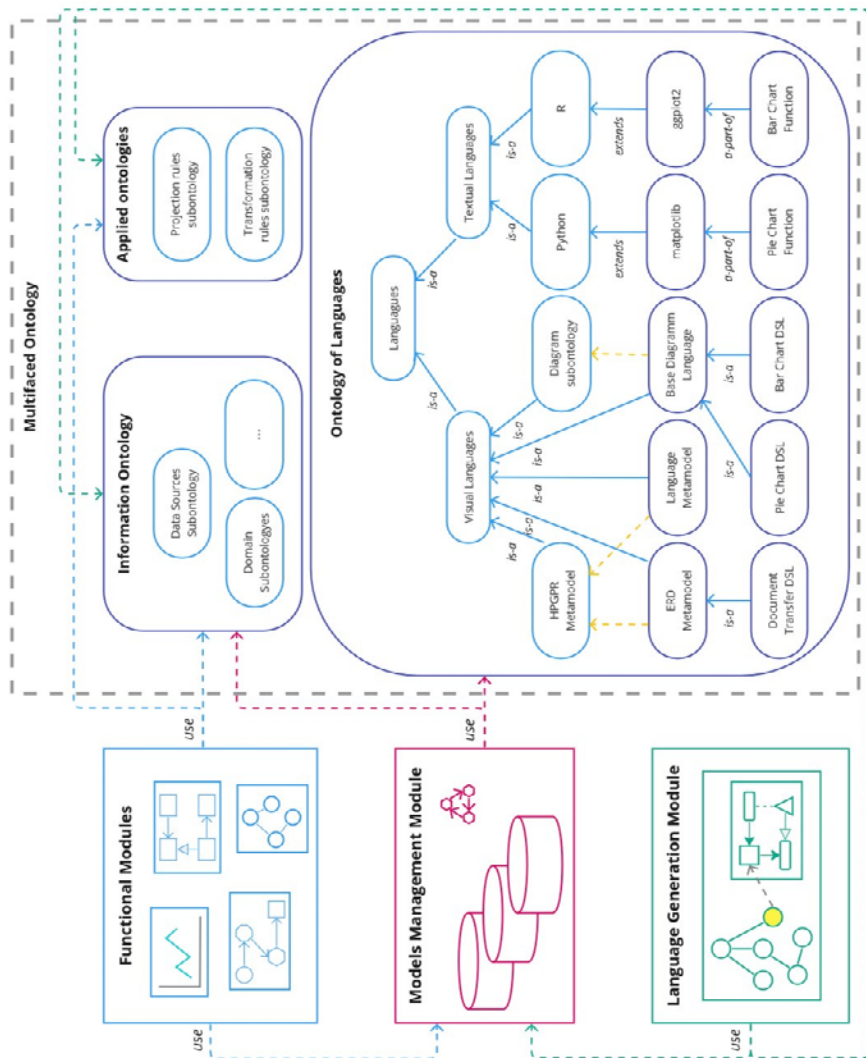 Multifaced Ontology
Information Ontology
Data Sources
Subontology
Domain
Subontologyes
...
Applied ontologies
Projection rules
subontology
Transformation
rules subontology
Ontology of Languages
Languagues
is-a
is-a
Visual Languages
Textual Languages
is-a
is-a
is-a
is-a
is-a
is-a
is-a
HPGPR
Metamodel
Diagram
subontology
Python
R
extends
extends
ERD
Metamodel
Language
Metamodel
Base Diagramm
Language
matplotlib
ggplot2
is-a
is-a
is-a
a-part-of
a-part-of
Document
Transfer DSL
Pie Chart DSL
Bar Chart DSL
Pie Chart
Function
Bar Chart
Function
use
use
Functional Modules
Models Management Module
Language Generation Module
use
use